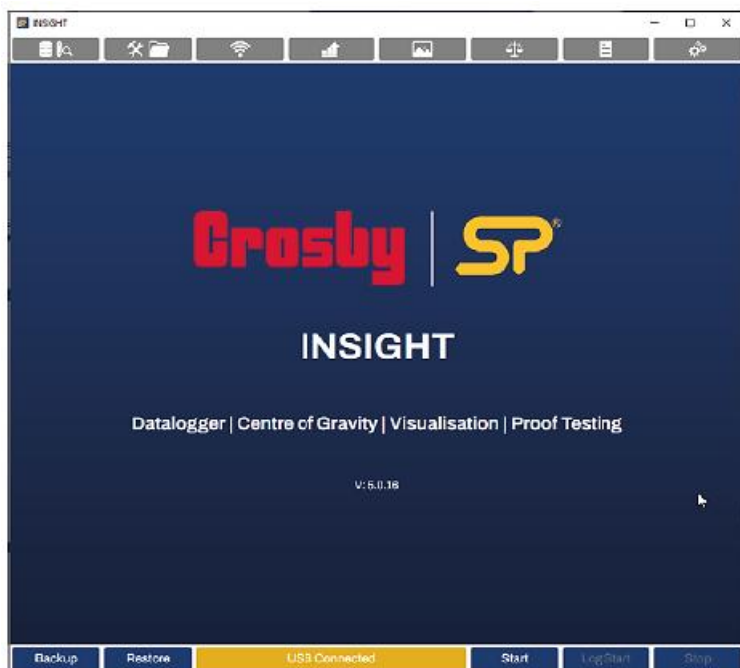 INSIGHT
Crosby | SP®
INSIGHT
Datalogger | Centre of Gravity | Visualisation | Proof Testing
V: 5.0.16
Backup Restore USB Connected Start LogStart Stop